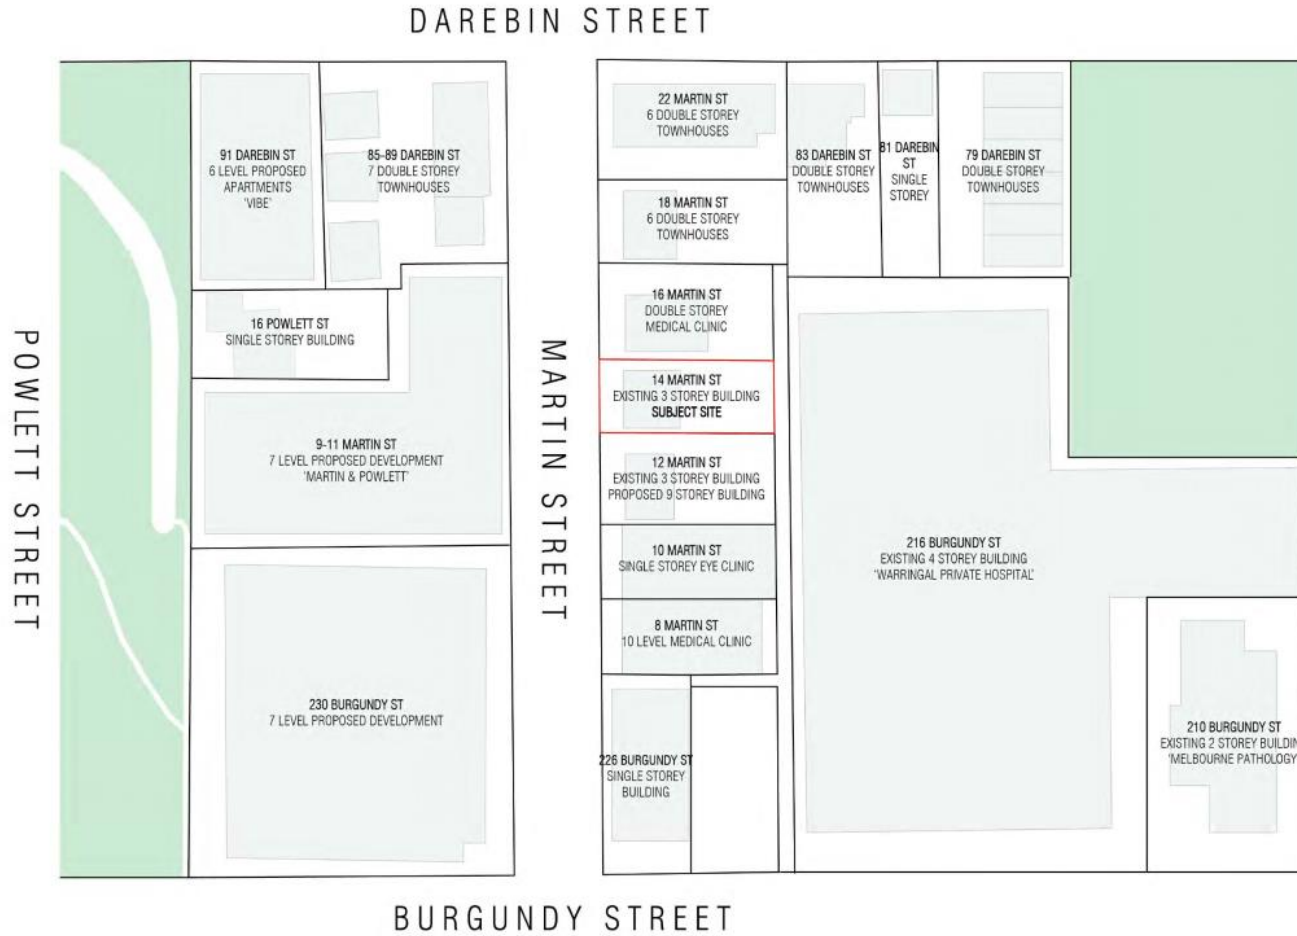 DAREBIN STREET
91 DAREBIN ST
6 LEVEL PROPOSED
APARTMENTS
'VIBE'
85-89 DAREBIN ST
7 DOUBLE STOREY
TOWNHOUSES
22 MARTIN ST
6 DOUBLE STOREY
TOWNHOUSES
83 DAREBIN ST
DOUBLE STOREY
TOWNHOUSES
81 DAREBIN
ST
SINGLE
STOREY
79 DAREBIN ST
DOUBLE STOREY
TOWNHOUSES
18 MARTIN ST
6 DOUBLE STOREY
TOWNHOUSES
16 POWLETT ST
SINGLE STOREY BUILDING
16 MARTIN ST
DOUBLE STOREY
MEDICAL CLINIC
POWLETT STREET
MARTIN STREET
14 MARTIN ST
EXISTING 3 STOREY BUILDING
SUBJECT SITE
9-11 MARTIN ST
7 LEVEL PROPOSED DEVELOPMENT
'MARTIN & POWLETT'
12 MARTIN ST
EXISTING 3 STOREY BUILDING
PROPOSED 9 STOREY BUILDING
10 MARTIN ST
SINGLE STOREY EYE CLINIC
216 BURGUNDY ST
EXISTING 4 STOREY BUILDING
'WARRINGAL PRIVATE HOSPITAL'
8 MARTIN ST
10 LEVEL MEDICAL CLINIC
230 BURGUNDY ST
7 LEVEL PROPOSED DEVELOPMENT
226 BURGUNDY ST
SINGLE STOREY
BUILDING
210 BURGUNDY ST
EXISTING 2 STOREY BUILDIN
'MELBOURNE PATHOLOGY'
BURGUNDY STREET